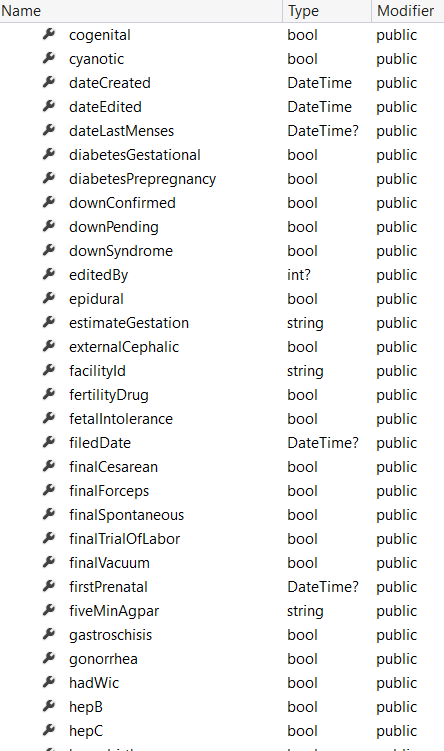 Name Type Modifier
cogenital bool public
cyanotic bool public
dateCreated DateTime public
dateEdited DateTime public
dateLastMenses DateTime? public
diabetesGestational bool public
diabetesPrepregnancy bool public
downConfirmed bool public
downPending bool public
downSyndrome bool public
editedBy int? public
epidural bool public
estimateGestation string public
externalCephalic bool public
facilityId string public
fertilityDrug bool public
fetalIntolerance bool public
filedDate DateTime? public
finalCesarean bool public
finalForceps bool public
finalSpontaneous bool public
finalTrialOfLabor bool public
finalVacuum bool public
firstPrenatal DateTime? public
fiveMinAgpar string public
gastroschisis bool public
gonorrhea bool public
hadWic bool public
hepB bool public
hepC bool public